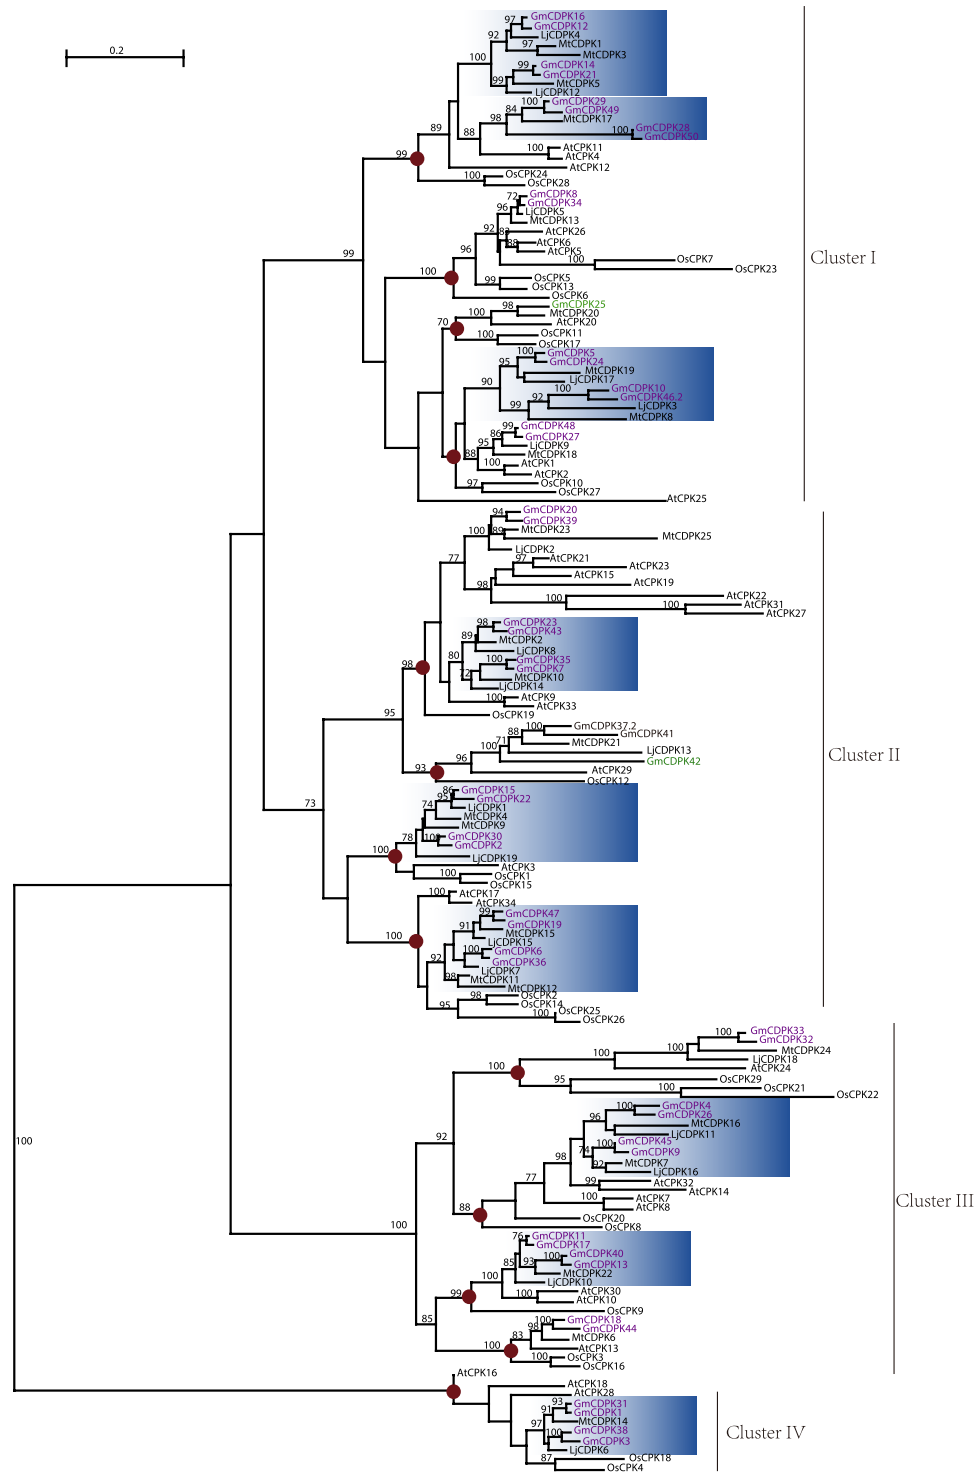 0.2
97
GmCDPK16
GmCDPK12
92
LjCDPK4
97
MtCDPK1
MtCDPK3
100
99
GmCDPK14
GmCDPK21
99
MtCDPK5
LjCDPK12
100
GmCDPK29
84
GmCDPK49
98
MtCDPK17
89
88
100
GmCDPK28
GmCDPK50
100
AtCPK11
AtCPK4
99
AtCPK12
100
OsCPK24
OsCPK28
72
GmCDPK8
GmCDPK34
96
LjCDPK5
MtCDPK13
92
83
AtCPK26
88
AtCPK6
AtCPK5
99
96
100
OsCPK7
OsCPK23
Cluster I
100
99
OsCPK5
OsCPK13
OsCPK6
98
GmCDPK25
100
MtCDPK20
AtCPK20
70
100
OsCPK11
OsCPK17
100
GmCDPK5
95
GmCDPK24
MtCDPK19
LjCDPK17
90
100
GmCDPK10
92
GmCDPK46.2
99
LjCDPK3
MtCDPK8
99
GmCDPK48
86
GmCDPK27
95
LjCDPK9
88
MtCDPK18
100
AtCPK1
AtCPK2
97
OsCPK10
OsCPK27
AtCPK25
94
GmCDPK20
GmCDPK39
100
89
MtCDPK23
MtCDPK25
LjCDPK2
77
97
AtCPK21
AtCPK23
AtCPK15
98
AtCPK19
100
AtCPK22
100
AtCPK31
AtCPK27
98
GmCDPK23
GmCDPK43
89
MtCDPK2
LjCDPK8
80
100
GmCDPK35
GmCDPK7
72
MtCDPK10
LjCDPK14
98
100
AtCPK9
AtCPK33
95
OsCPK19
100
GmCDPK37.2
88
GmCDPK41
71
MtCDPK21
100
LjCDPK13
96
GmCDPK42
Cluster II
93
AtCPK29
OsCPK12
86
GmCDPK15
95
GmCDPK22
74
LjCDPK1
MtCDPK4
MtCDPK9
73
78
100
GmCDPK30
GmCDPK2
100
LjCDPK19
AtCPK3
100
OsCPK1
OsCPK15
100
AtCPK17
AtCPK34
99
GmCDPK47
91
GmCDPK19
MtCDPK15
100
LjCDPK15
100
GmCDPK6
92
GmCDPK36
LjCDPK7
98
MtCDPK11
MtCDPK12
98
OsCPK2
OsCPK14
95
100
OsCPK25
OsCPK26
100
GmCDPK33
GmCDPK32
100
MtCDPK24
100
LjCDPK18
AtCPK24
100
95
OsCPK29
100
OsCPK21
OsCPK22
100
GmCDPK4
96
GmCDPK26
MtCDPK16
LjCDPK11
100
92
100
GmCDPK45
74
GmCDPK9
98
92
MtCDPK7
LjCDPK16
77
99
AtCPK32
AtCPK14
100
AtCPK7
AtCPK8
Cluster III
88
OsCPK20
OsCPK8
100
76
GmCDPK11
GmCDPK17
100
GmCDPK40
85
93
GmCDPK13
MtCDPK22
100
LjCDPK10
99
100
AtCPK30
AtCPK10
OsCPK9
85
100
GmCDPK18
98
GmCDPK44
83
MtCDPK6
100
AtCPK13
100
OsCPK3
OsCPK16
AtCPK16
AtCPK18
AtCPK28
93
GmCDPK31
91
GmCDPK1
97
MtCDPK14
100
GmCDPK38
GmCDPK3
Cluster IV
LjCDPK6
87
OsCPK18
OsCPK4